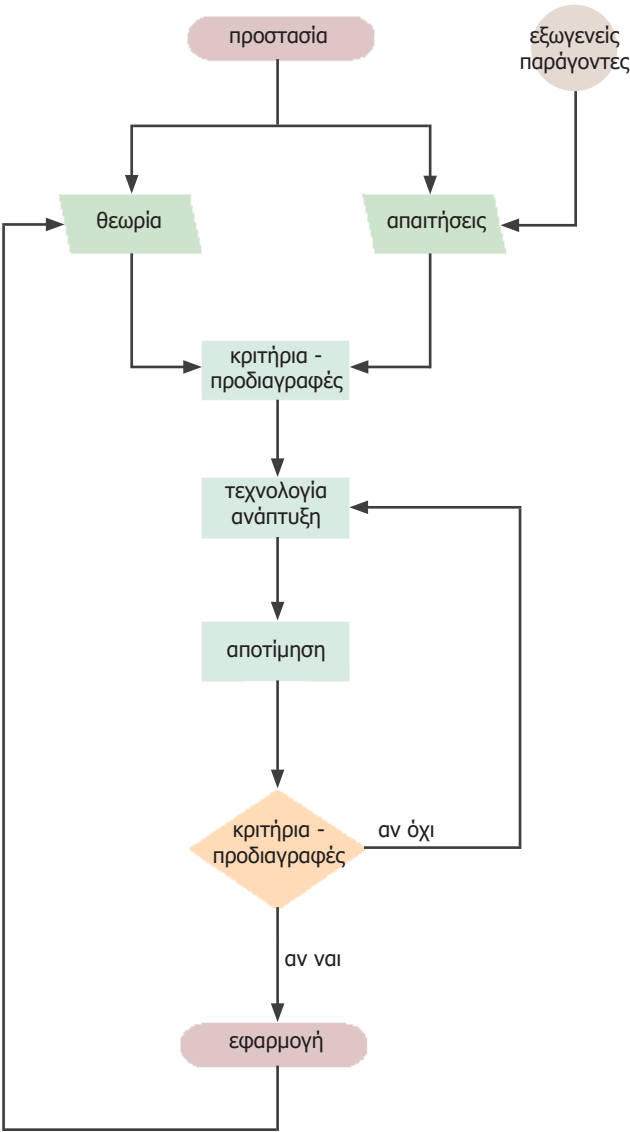 προστασία
εξωγενείς
παράγοντες
θεωρία
απαιτήσεις
κριτήρια -
προδιαγραφές
τεχνολογία
ανάπτυξη
αποτίμηση
κριτήρια -
προδιαγραφές
αν όχι
αν ναι
εφαρμογή